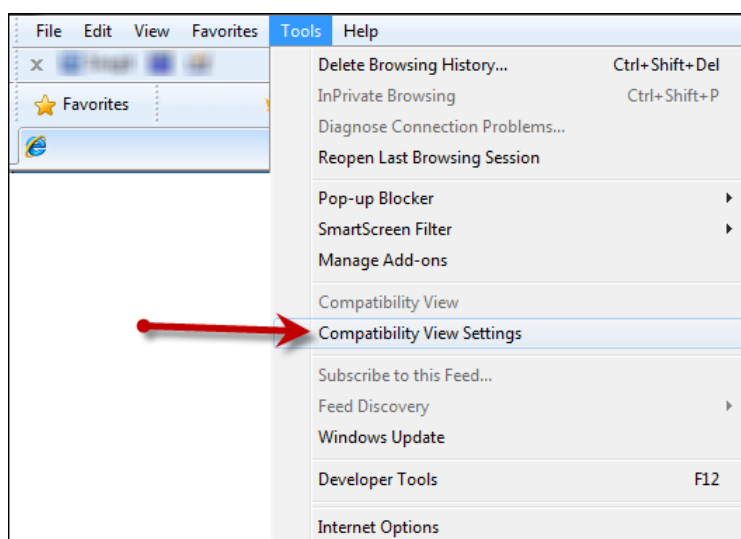 File Edit View Favorites Tools Help
x
Favorites
Delete Browsing History... Ctrl+Shift+Del
InPrivate Browsing Ctrl+Shift+P
Diagnose Connection Problems...
Reopen Last Browsing Session
Pop-up Blocker
SmartScreen Filter
Manage Add-ons
Compatibility View
Compatibility View Settings
Subscribe to this Feed...
Feed Discovery
Windows Update
Developer Tools F12
Internet Options